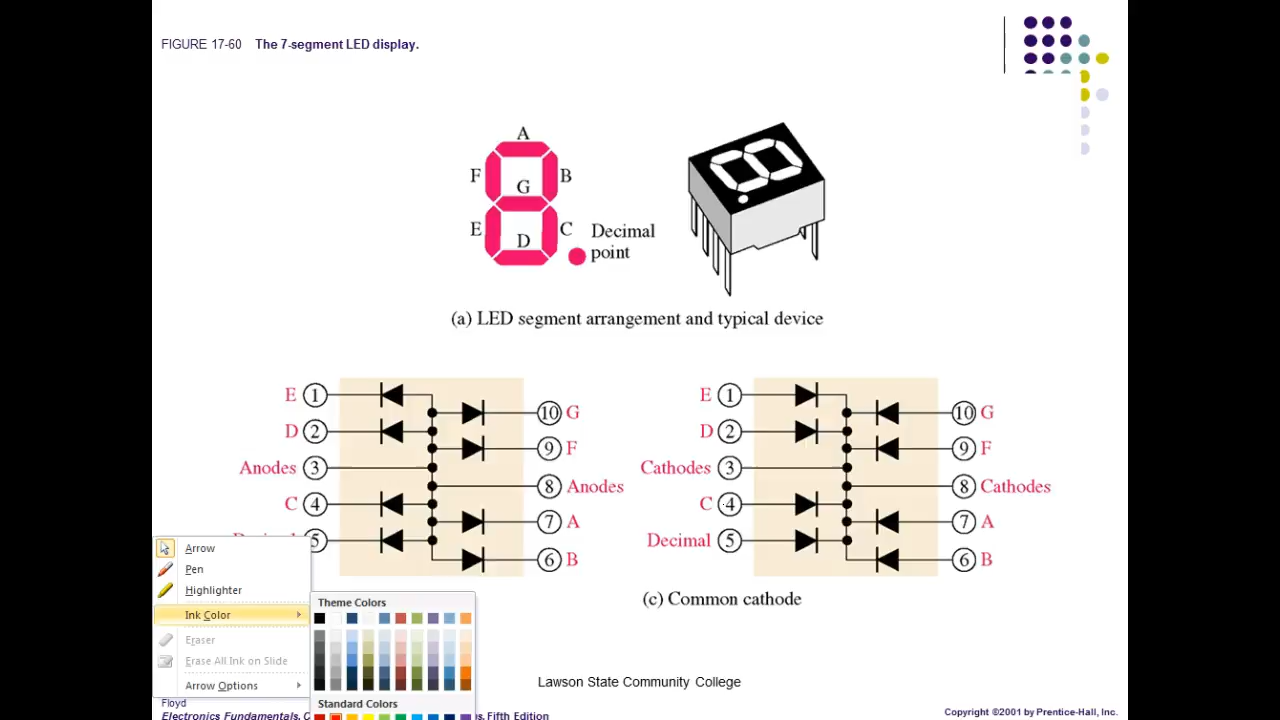 FIGURE 17-60 The 7-segment LED display.
A
F
B
G
E
C
D
Decimal
point
(a) LED segment arrangement and typical device
E 1
10 G
D 2
9 F
Anodes 3
8 Anodes
C 4
7 A
5
6 B
E 1
10 G
D 2
9 F
Cathodes 3
8 Cathodes
C 4
7 A
Decimal 5
6 B
(c) Common cathode
Arrow
Pen
Highlighter
Ink Color
Eraser
Erase All Ink on Slide
Arrow Options
Theme Colors
Standard Colors
Lawson State Community College
Floyd
Electronics Fundamentals, C
s, Fifth Edition
Copyright ©2001 by Prentice-Hall, Inc.